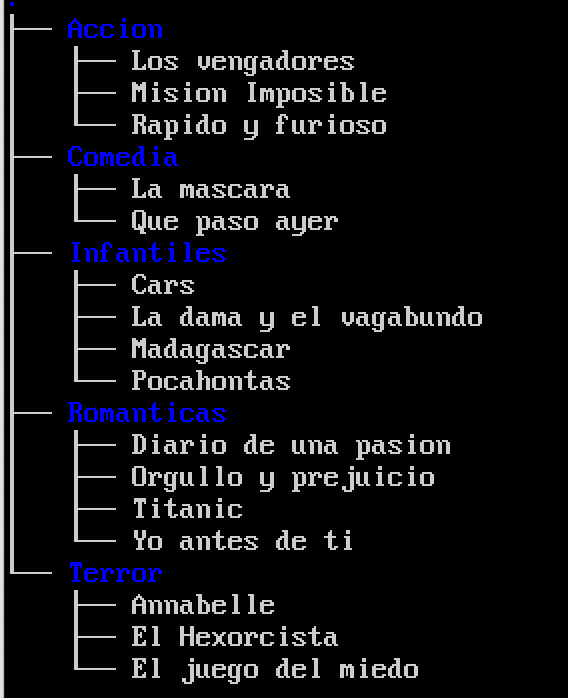 .
Accion
Los vengadores
Mision Imposible
Rapido y furioso
Comedia
La mascara
Que paso ayer
Infantiles
Cars
La dama y el vagabundo
Madagascar
Pocahontas
Romanticas
Diario de una pasion
Orgullo y prejuicio
Titanic
Yo antes de ti
Terror
Annabelle
El Hexorcista
El juego del miedo